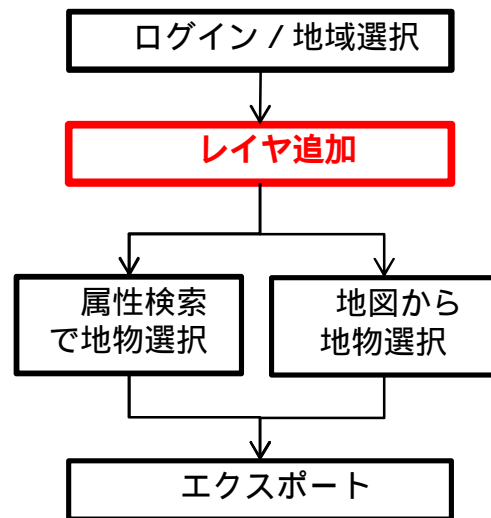 ログイン / 地域選択
レイヤ追加
属性検索
で地物選択
地図から
地物選択
エクスポート